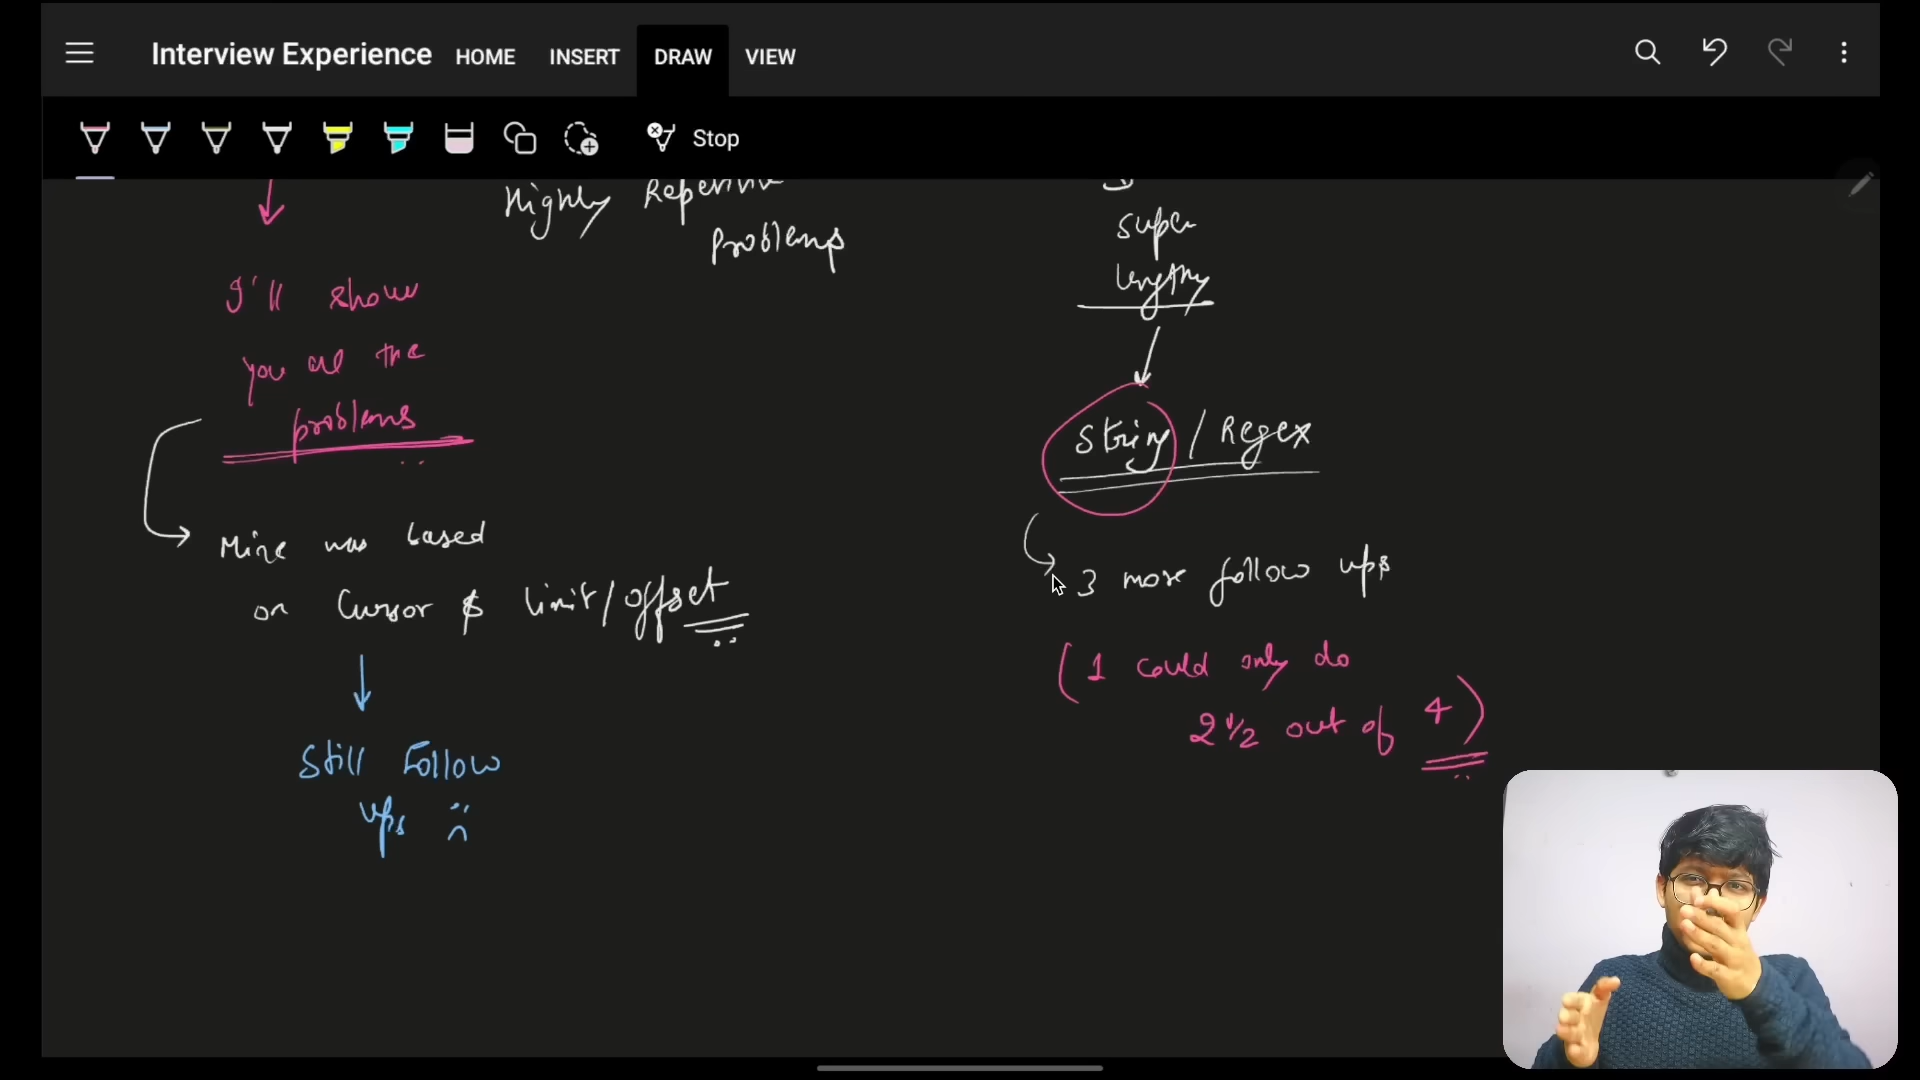 Interview Experience HOME INSERT DRAW VIEW
Stop
Highly Repetitive
Problems
I'll show
you all the
problems
Mine was based
on Cursor & limit/offset
Still Follow
ups
super
lengthy
String / Regex
3 more follow ups
(I could only do
2 1/2 out of 4)